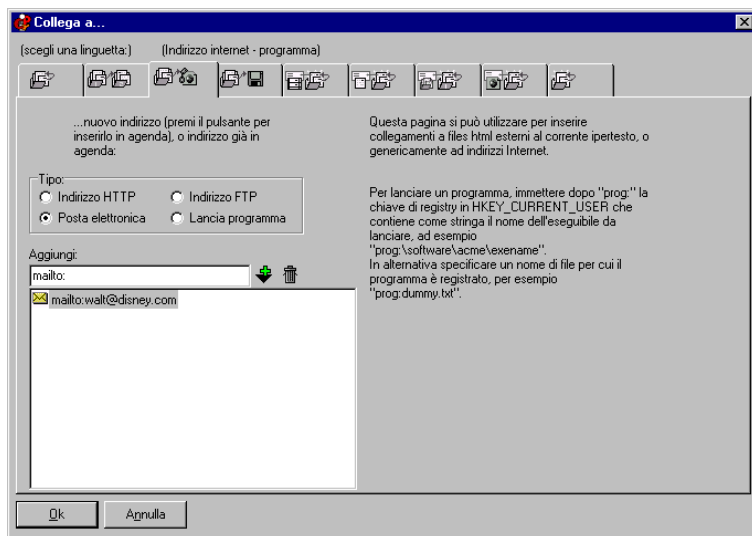 Collega a...
(scegli una linguetta:) (Indirizzo internet - programma)
...nuovo indirizzo (premi il pulsante per
inserirlo in agenda), o indirizzo già in
agenda:
Tipo:
Indirizzo HTTP Indirizzo FTP
Posta elettronica Lancia programma
Aggiungi:
mailto:
mailto:walt@disney.com
Questa pagina si può utilizzare per inserire
collegamenti a files html esterni al corrente ipertesto, o
genericamente ad indirizzi Internet.
Per lanciare un programma, immettere dopo "prog:" la
chiave di registry in HKEY_CURRENT_USER che
contiene come stringa il nome dell'eseguibile da
lanciare, ad esempio
"prog:\software\acme\exename".
In alternativa specificare un nome di file per cui il
programma è registrato, per esempio
"prog:dummy.txt".
Ok Annulla